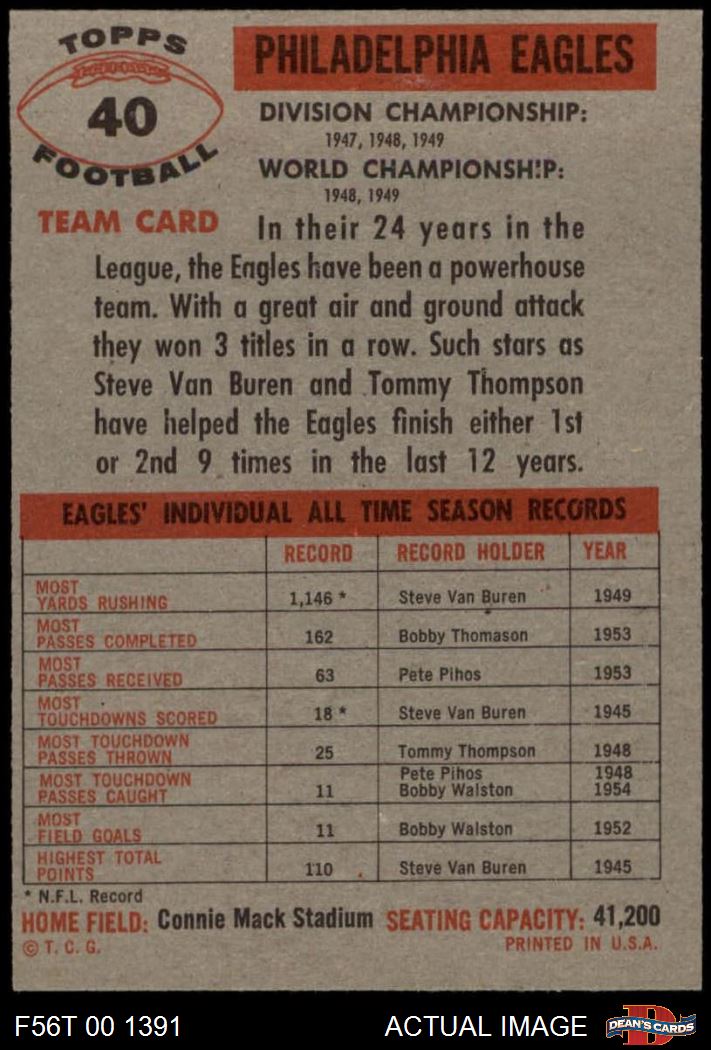 TOPPS
40
FOOTBALL
TEAM CARD
PHILADELPHIA EAGLES
DIVISION CHAMPIONSHIP:
1947, 1948, 1949
WORLD CHAMPIONSHIP:
1948, 1949
In their 24 years in the
League, the Eagles have been a powerhouse
team. With a great air and ground attack
they won 3 titles in a row. Such stars as
Steve Van Buren and Tommy Thompson
have helped the Eagles finish either 1st
or 2nd 9 times in the last 12 years.
EAGLES' INDIVIDUAL ALL TIME SEASON RECORDS
RECORD RECORD HOLDER YEAR
MOST
YARDS RUSHING 1,146 * Steve Van Buren 1949
MOST
PASSES COMPLETED 162 Bobby Thomason 1953
MOST
PASSES RECEIVED 63 Pete Pihos 1953
MOST
TOUCHDOWNS SCORED 18 * Steve Van Buren 1945
MOST TOUCHDOWN
PASSES THROWN 25 Tommy Thompson 1948
MOST TOUCHDOWN Pete Pihos 1948
PASSES CAUGHT 11 Bobby Walston 1954
MOST
FIELD GOALS 11 Bobby Walston 1952
HIGHEST TOTAL
POINTS 110 Steve Van Buren 1945
* N.F.L. Record
HOME FIELD: Connie Mack Stadium SEATING CAPACITY: 41,200
© T. C. G. PRINTED IN U.S.A.
F56T 00 1391 ACTUAL IMAGE DEAN'S CARDS